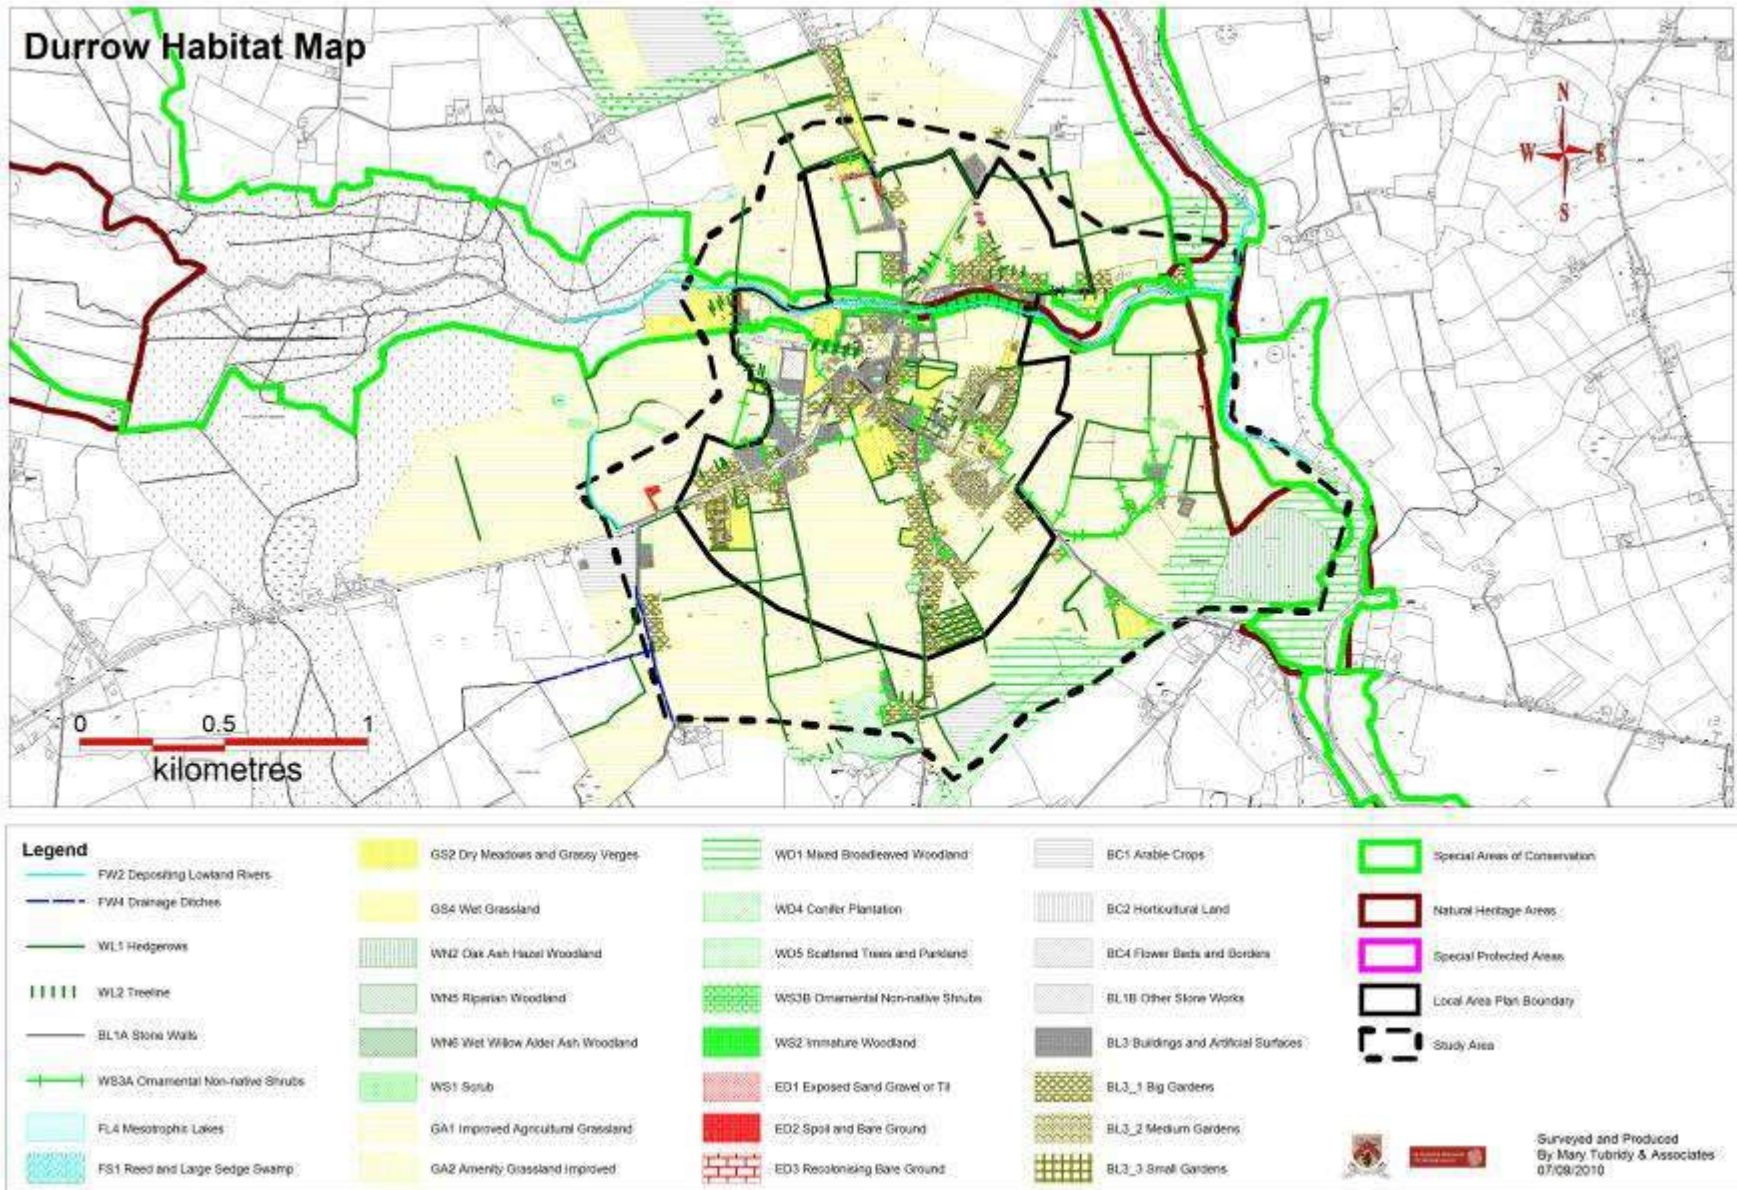 Durrow Habitat Map
N
W E
S
0 0.5 1
kilometres
Legend
FW2 Depositing Lowland Rivers
FW4 Drainage Ditches
WL1 Hedgerows
WL2 Treeline
BL1A Stone Walls
WS3A Ornamental Non-native Shrubs
FL4 Mesotrophic Lakes
FS1 Reed and Large Sedge Swamp
GS2 Dry Meadows and Grassy Verges
GS4 Wet Grassland
WN2 Oak Ash Hazel Woodland
WN5 Riparian Woodland
WN6 Wet Willow Alder Ash Woodland
WS1 Scrub
GA1 Improved Agricultural Grassland
GA2 Amenity Grassland Improved
WD1 Mixed Broadleaved Woodland
WD4 Conifer Plantation
WD5 Scattered Trees and Parkland
WS3B Ornamental Non-native Shrubs
WS2 Immature Woodland
ED1 Exposed Sand Gravel or Til
ED2 Spoil and Bare Ground
ED3 Recolonising Bare Ground
BC1 Arable Crops
BC2 Horticultural Land
BC4 Flower Beds and Borders
BL1B Other Stone Works
BL3 Buildings and Artificial Surfaces
BL3_1 Big Gardens
BL3_2 Medium Gardens
BL3_3 Small Gardens
Special Areas of Conservation
Natural Heritage Areas
Special Protected Areas
Local Area Plan Boundary
Study Area
Surveyed and Produced
By Mary Tubridy & Associates
07/09/2010